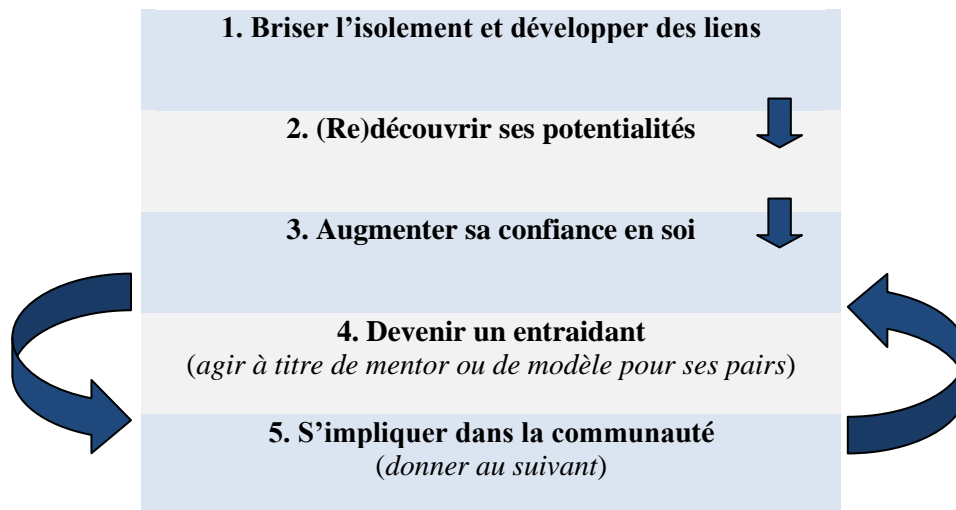 1. Briser l’isolement et développer des liens
2. (Re)découvrir ses potentialités
3. Augmenter sa confiance en soi
4. Devenir un entraidant
(agir à titre de mentor ou de modèle pour ses pairs)
5. S’impliquer dans la communauté
(donner au suivant)